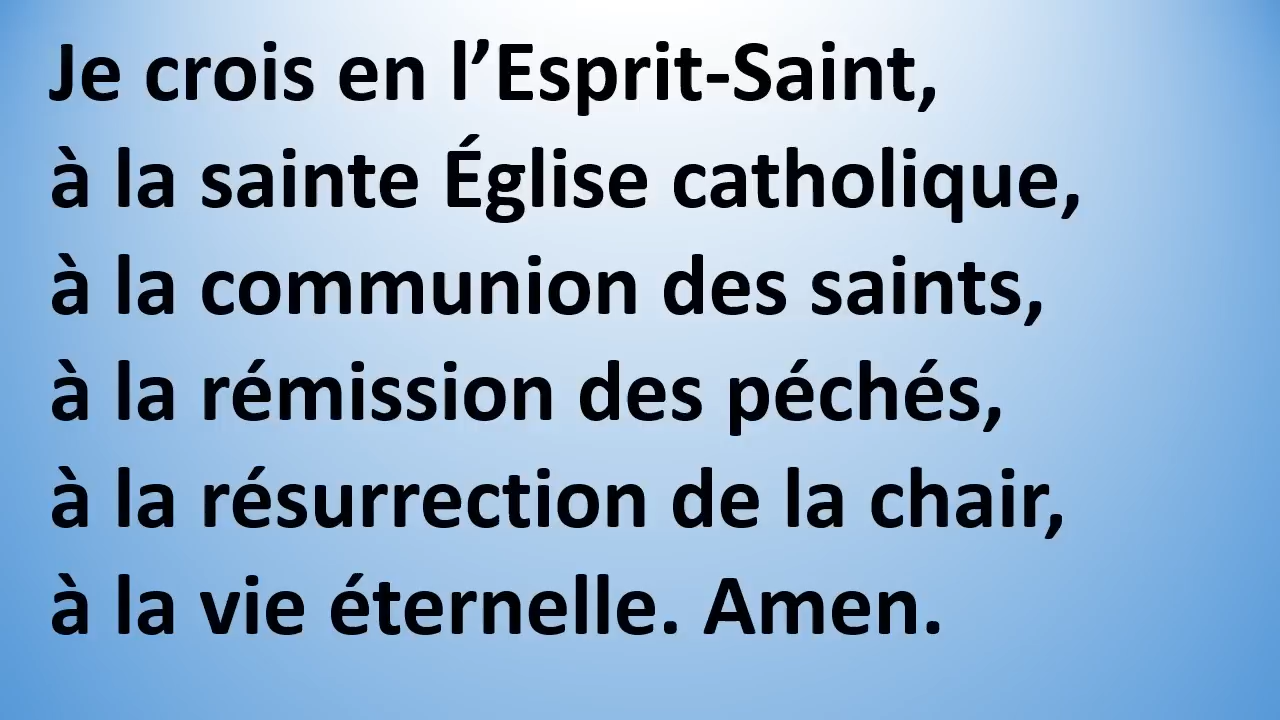 Je crois en l’Esprit-Saint,
à la sainte Église catholique,
à la communion des saints,
à la rémission des péchés,
à la résurrection de la chair,
à la vie éternelle. Amen.